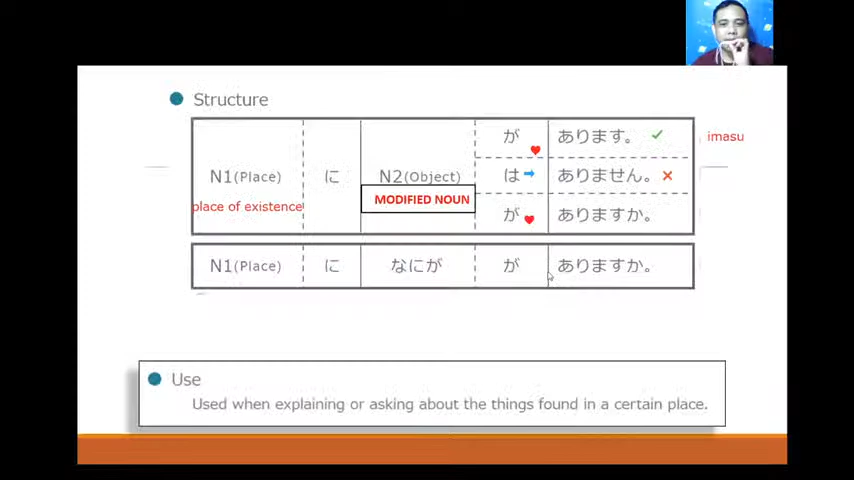 Structure
が あります。 imasu
N1(Place) に N2(Object) は ありません。
MODIFIED NOUN
place of existence
が ありますか。
N1(Place) に なにが が ありますか。
Use
Used when explaining or asking about the things found in a certain place.